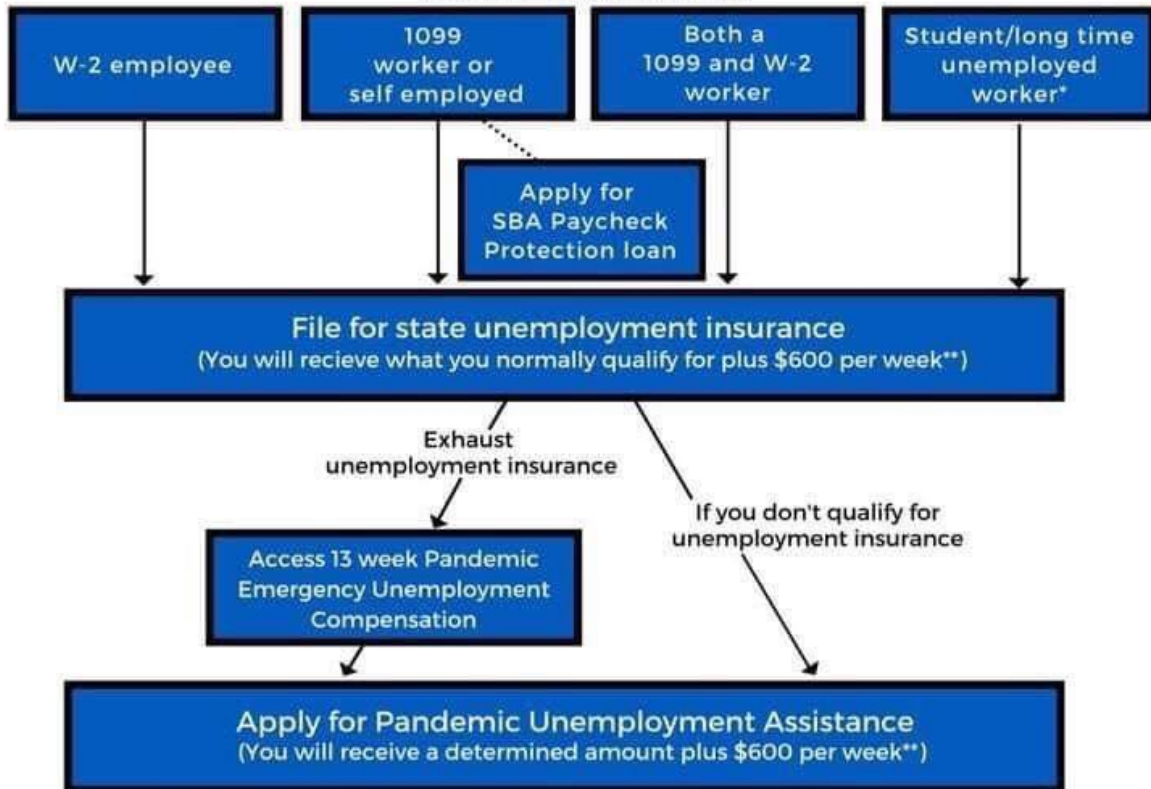 W-2 employee
1099
worker or
self employed
Both a
1099 and W-2
worker
Student/long time
unemployed
worker*
Apply for
SBA Paycheck
Protection loan
File for state unemployment insurance
(You will recieve what you normally qualify for plus $600 per week**)
Exhaust
unemployment insurance
If you don't qualify for
unemployment insurance
Access 13 week Pandemic
Emergency Unemployment
Compensation
Apply for Pandemic Unemployment Assistance
(You will receive a determined amount plus $600 per week**)